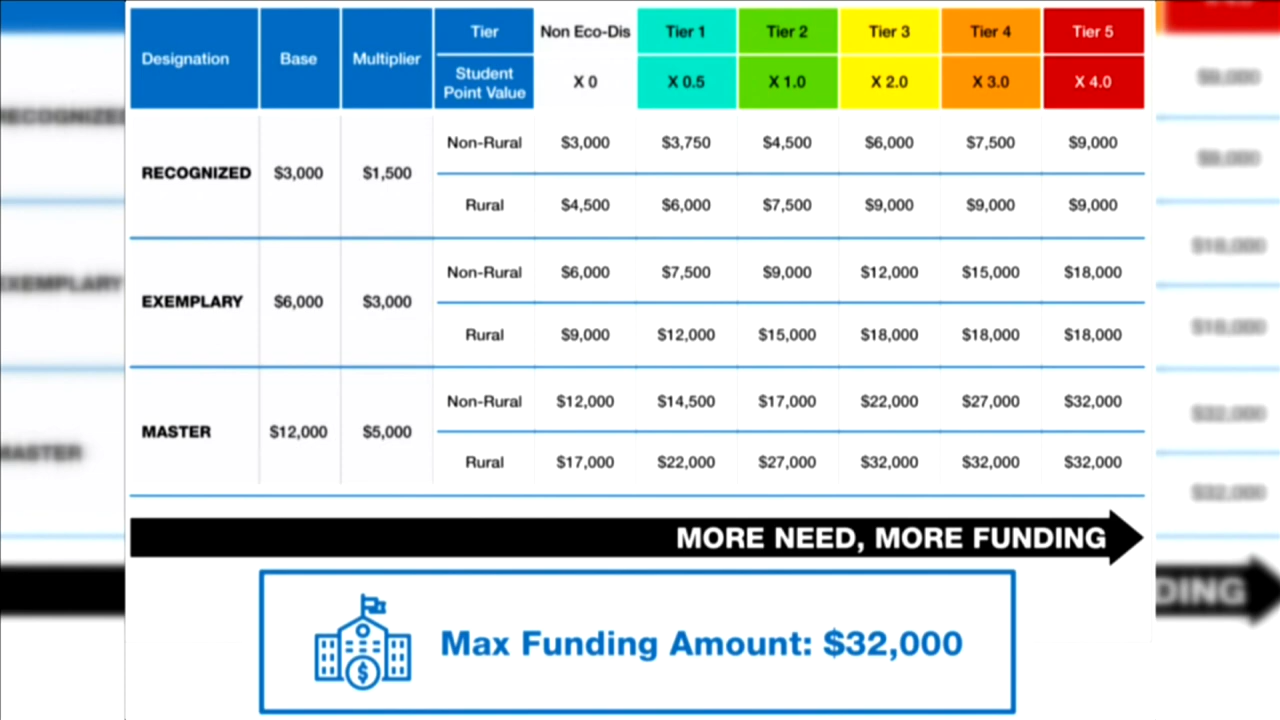 Designation Base Multiplier Tier Non Eco-Dis Tier 1 Tier 2 Tier 3 Tier 4 Tier 5
Student Point Value X 0 X 0.5 X 1.0 X 2.0 X 3.0 X 4.0
RECOGNIZED $3,000 $1,500
Non-Rural $3,000 $3,750 $4,500 $6,000 $7,500 $9,000
Rural $4,500 $6,000 $7,500 $9,000 $9,000 $9,000
EXEMPLARY $6,000 $3,000
Non-Rural $6,000 $7,500 $9,000 $12,000 $15,000 $18,000
Rural $9,000 $12,000 $15,000 $18,000 $18,000 $18,000
MASTER $12,000 $5,000
Non-Rural $12,000 $14,500 $17,000 $22,000 $27,000 $32,000
Rural $17,000 $22,000 $27,000 $32,000 $32,000 $32,000
MORE NEED, MORE FUNDING
Max Funding Amount: $32,000